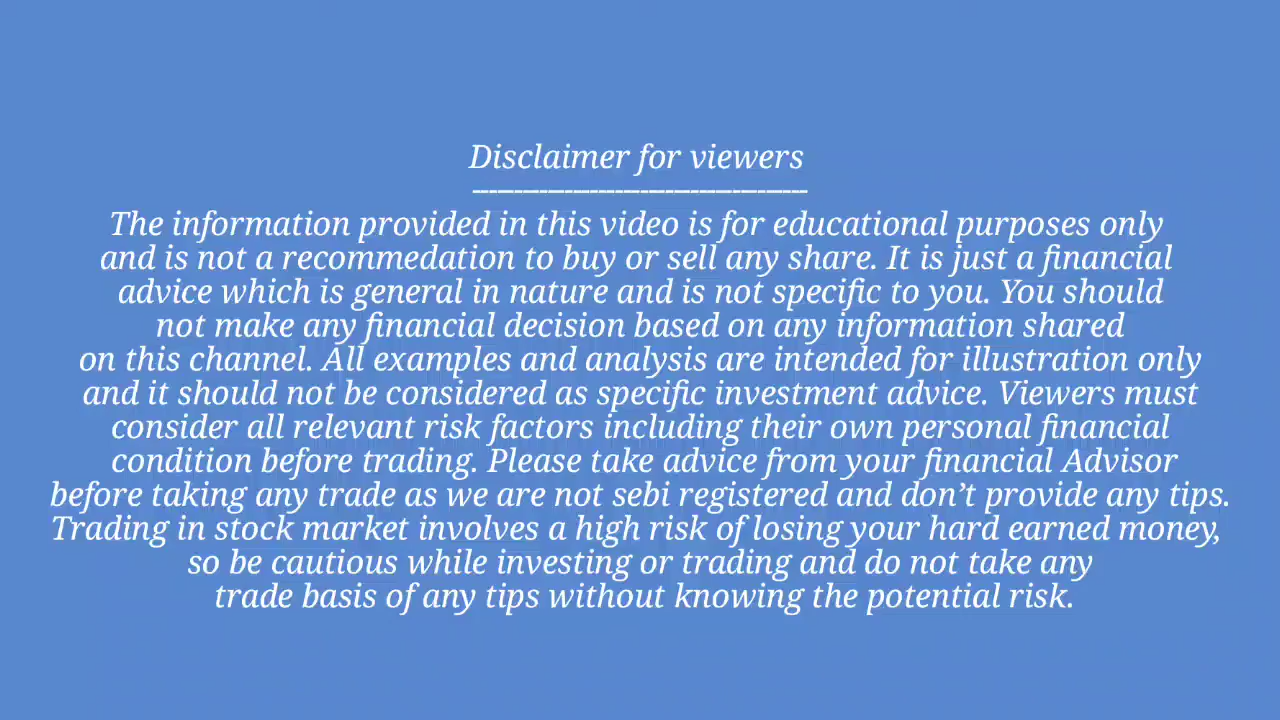 Disclaimer for viewers
----------------------------------------
The information provided in this video is for educational purposes only
and is not a recommedation to buy or sell any share. It is just a financial
advice which is general in nature and is not specific to you. You should
not make any financial decision based on any information shared
on this channel. All examples and analysis are intended for illustration only
and it should not be considered as specific investment advice. Viewers must
consider all relevant risk factors including their own personal financial
condition before trading. Please take advice from your financial Advisor
before taking any trade as we are not sebi registered and don’t provide any tips.
Trading in stock market involves a high risk of losing your hard earned money,
so be cautious while investing or trading and do not take any
trade basis of any tips without knowing the potential risk.